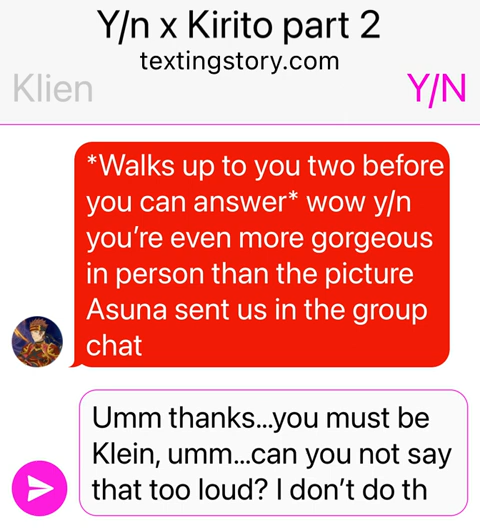 Y/n x Kirito part 2
textingstory.com
Klien
Y/N
*Walks up to you two before
you can answer* wow y/n
you’re even more gorgeous
in person than the picture
Asuna sent us in the group
chat
Umm thanks...you must be
Klein, umm...can you not say
that too loud? I don’t do th